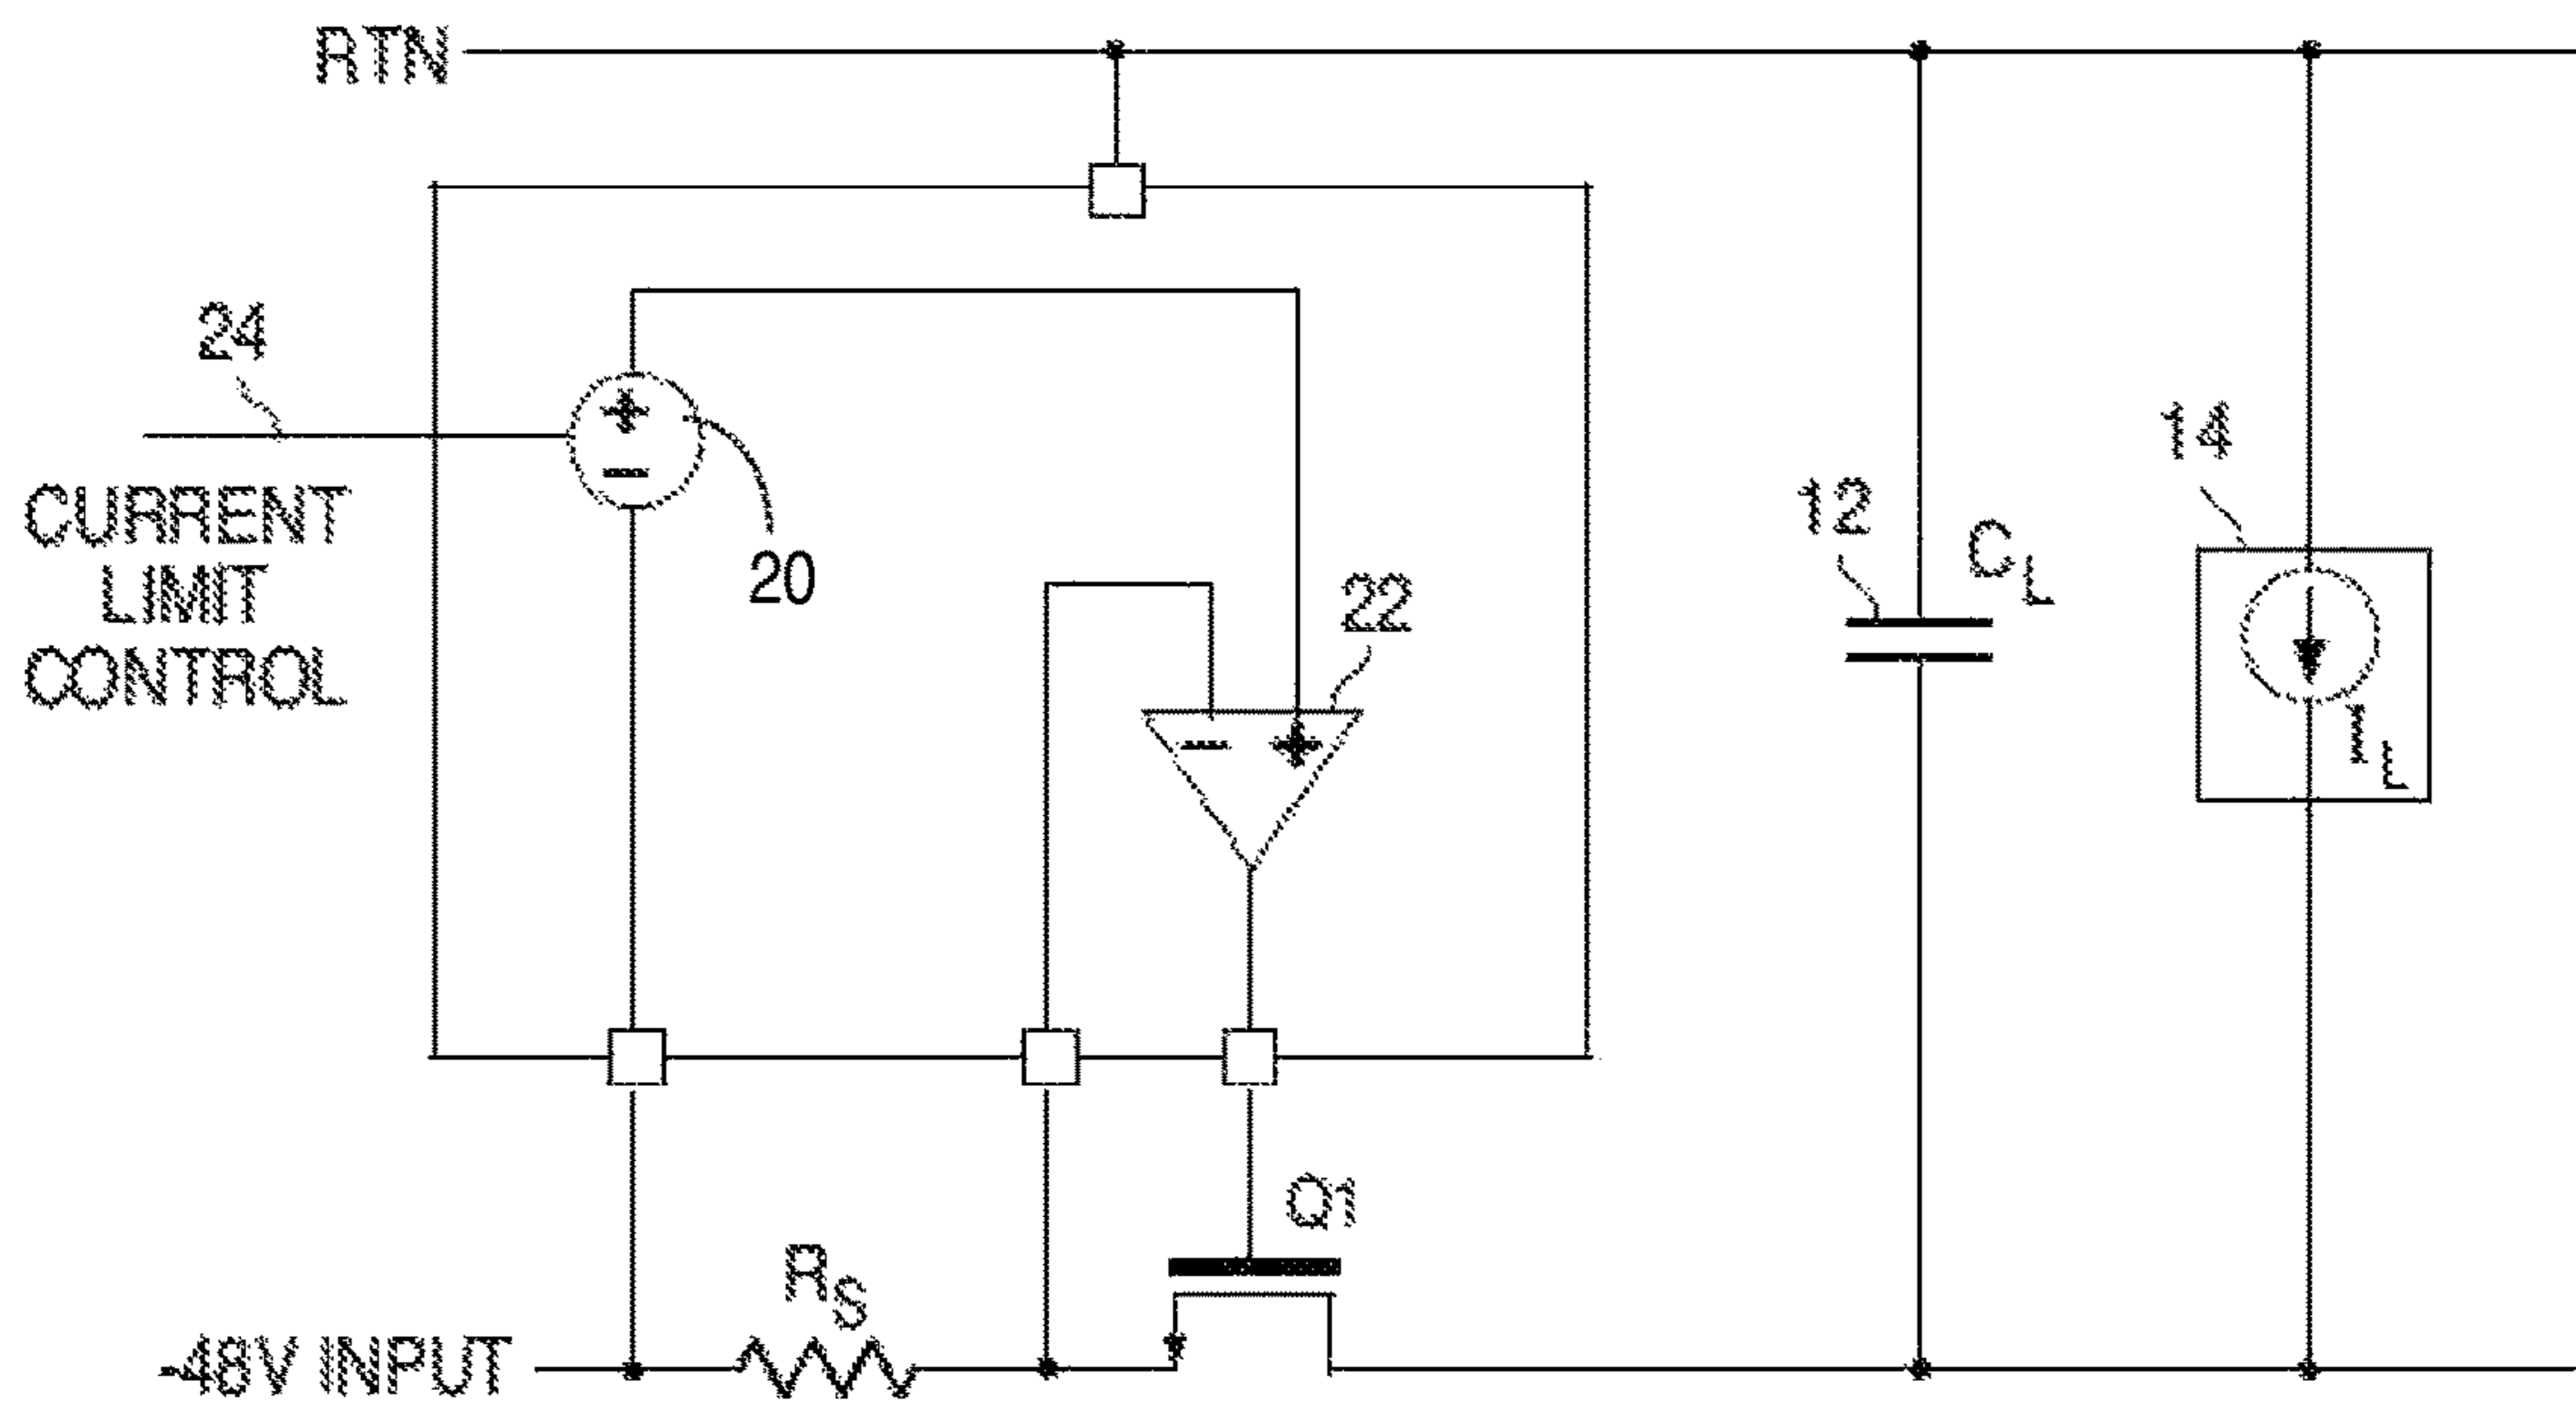 RTN
24
CURRENT
LIMIT
CONTROL
+
−
20
22
− +
12
CL
14
IL
Q1
RS
-48V INPUT